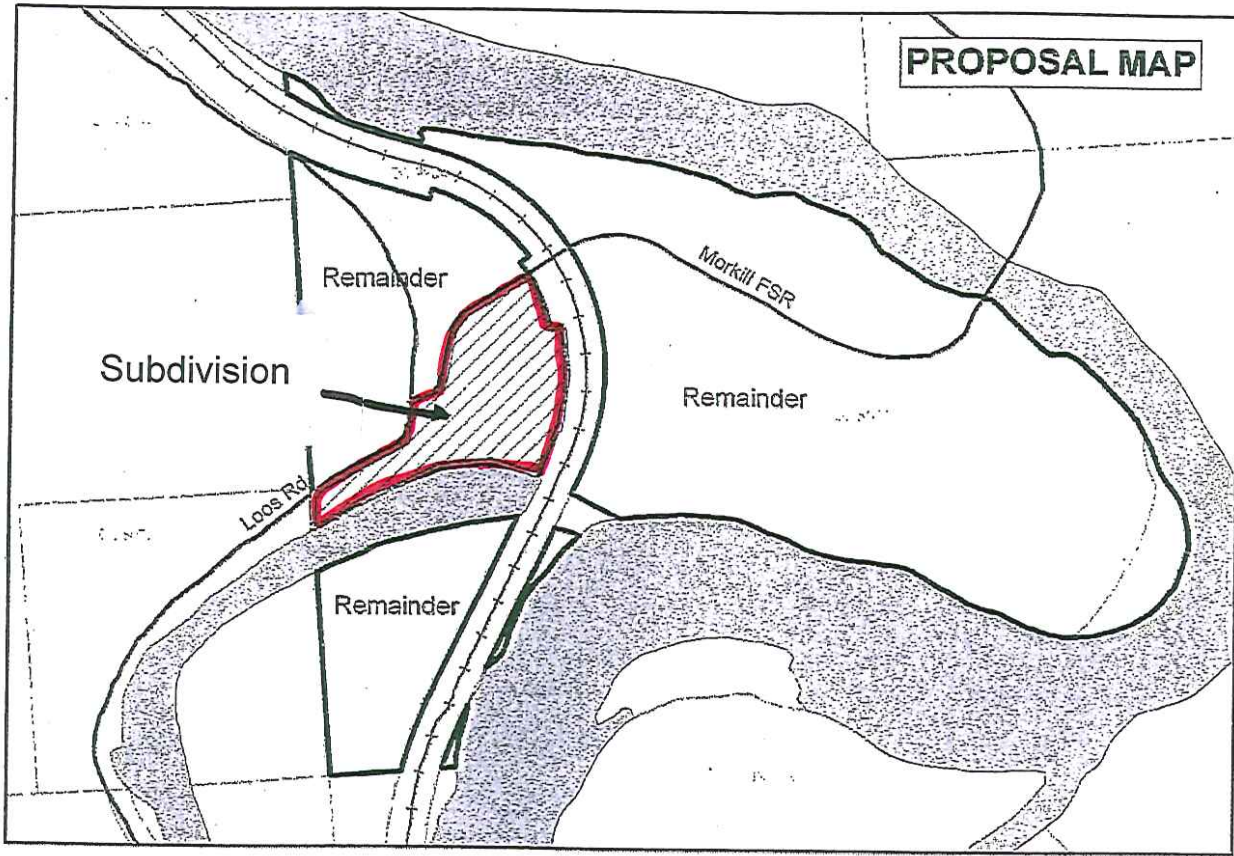 PROPOSAL MAP
Remainder
Morkill FSR
Subdivision
Remainder
Loos Rd
Remainder